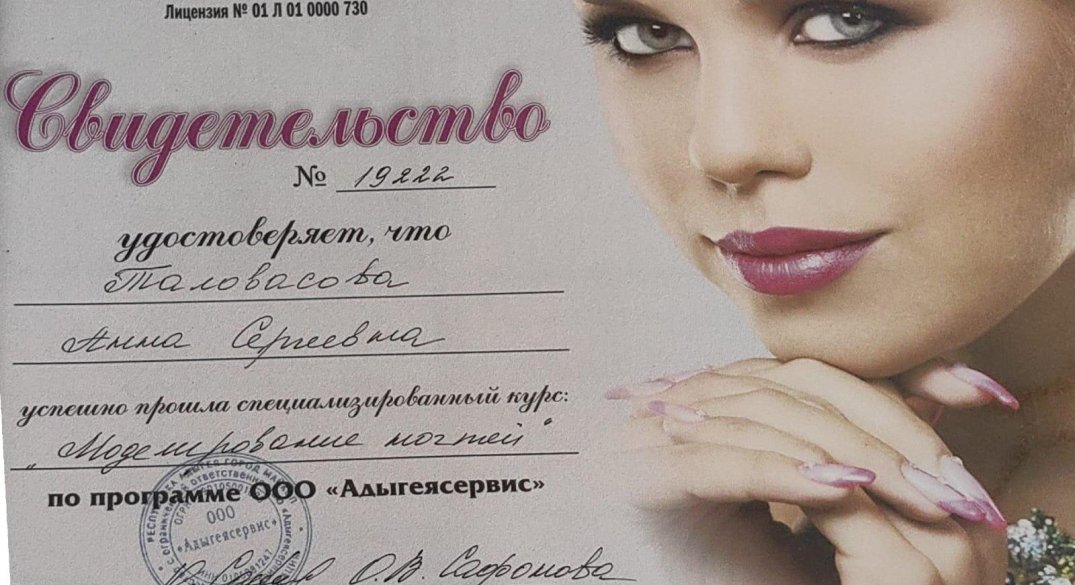 Лицензия № 01 Л 01 0000 730
Свидетельство
№ 19222
удостоверяет, что
Таловасова
Анна Сергеевна
успешно прошла специализированный курс:
"Моделирование ногтей"
по программе ООО «Адыгеясервис»
ООО
«Адыгеясервис»
О.В. Сафонова